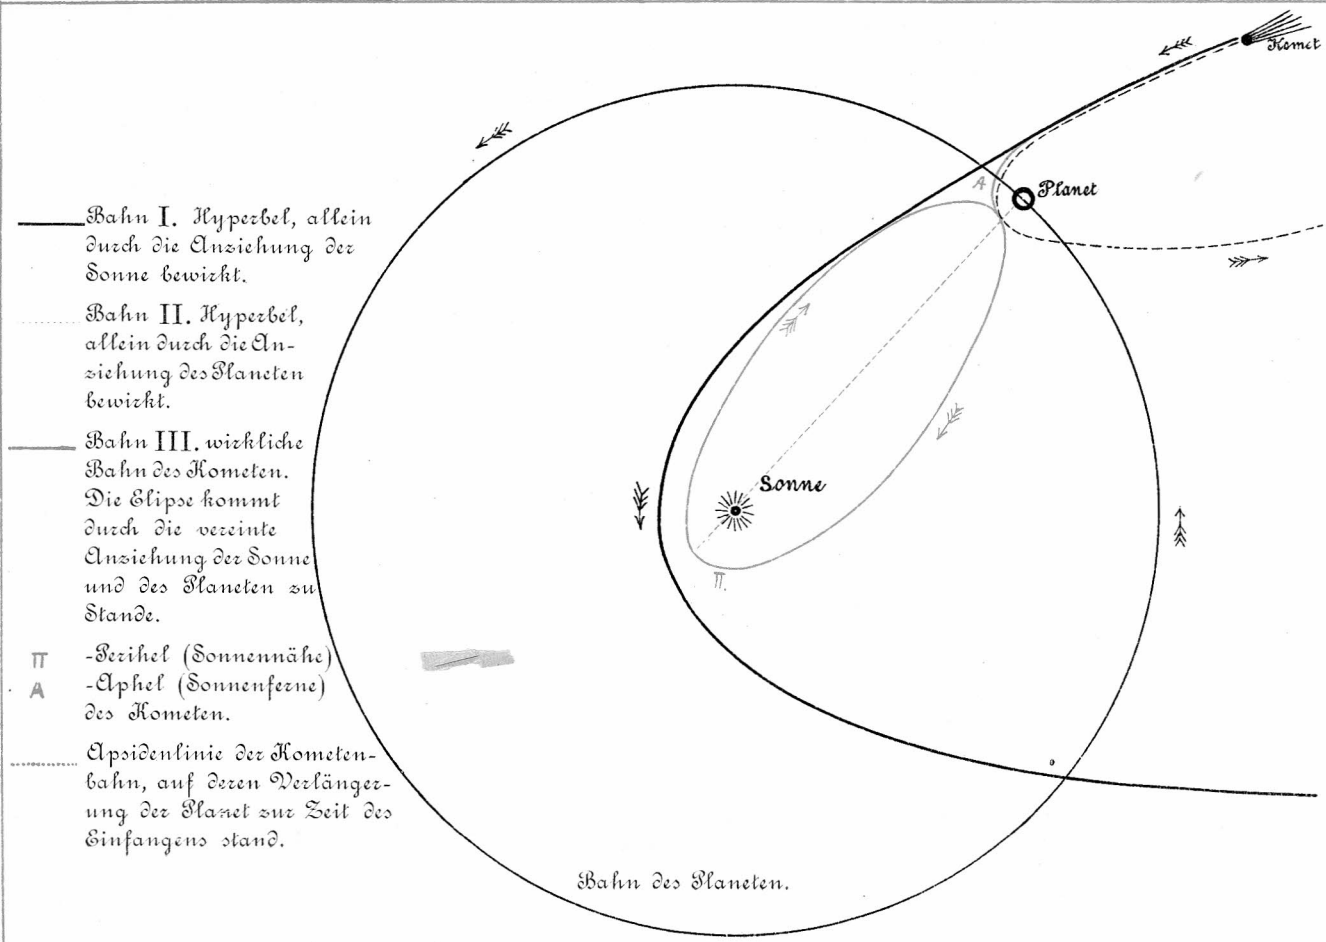 Komet
A
Planet
Bahn I. Hyperbel, allein
durch die Anziehung der
Sonne bewirkt.
Bahn II. Hyperbel,
allein durch die An-
ziehung des Planeten
bewirkt.
Bahn III. wirkliche
Bahn des Kometen.
Die Elipse kommt
durch die vereinte
Anziehung der Sonne
und des Planeten zu
Stande.
Sonne
π.
π -Perihel (Sonnennähe)
A -Aphel (Sonnenferne)
des Kometen.
Apsidenlinie der Kometen-
bahn, auf deren Verlänger-
ung der Planet zur Zeit des
Einfangens stand.
Bahn des Planeten.